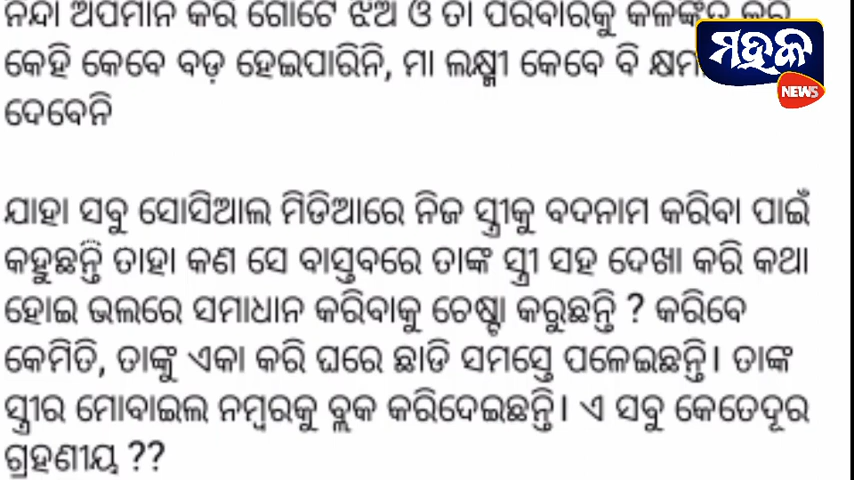 ନିନ୍ଦା ଅପମାନ କରି ଗୋଟେ ଝିଅ ଓ ତା ପରିବାରକୁ କଳଙ୍କିତ କରି
କେହି କେବେ ବଡ଼ ହେଇପାରିନି, ମା ଲକ୍ଷ୍ମୀ କେବେ ବି
ଦେବେନି
ମହକ
NEWS
ଯାହା ସବୁ ସୋସିଆଲ ମିଡିଆରେ ନିଜ ସ୍ତ୍ରୀକୁ ବଦନାମ କରିବା ପାଇଁ
କହୁଛନ୍ତି ତାହା କଣ ସେ ବାସ୍ତବରେ ତାଙ୍କ ସ୍ତ୍ରୀ ସହ ଦେଖା କରି କଥା
ହୋଇ ଭଲରେ ସମାଧାନ କରିବାକୁ ଚେଷ୍ଟା କରୁଛନ୍ତି ? କରିବେ
କେମିତି, ତାଙ୍କୁ ଏକା କରି ଘରେ ଛାଡି ସମସ୍ତେ ପଳେଇଛନ୍ତି। ତାଙ୍କ
ସ୍ତ୍ରୀର ମୋବାଇଲ ନମ୍ବରକୁ ବ୍ଲକ କରିଦେଇଛନ୍ତି। ଏ ସବୁ କେତେଦୂର
ଗ୍ରହଣୀୟ ??